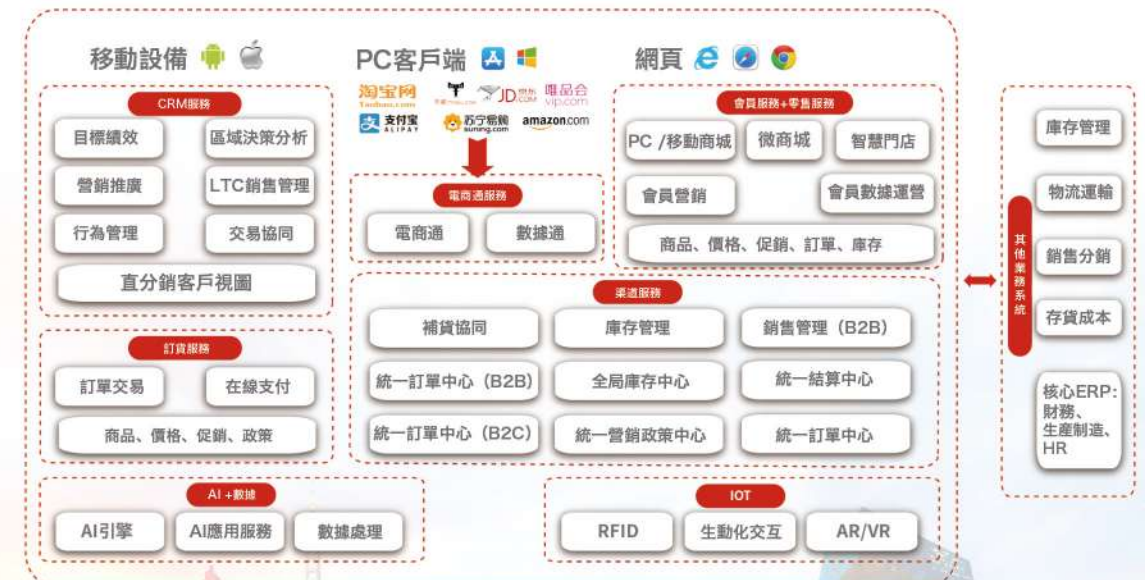 移動設備
PC客戶端
網頁
CRM服務
目標績效
區域決策分析
營銷推廣
LTC銷售管理
行為管理
交易協同
直分銷客戶視圖
訂貨服務
訂單交易
在線支付
商品、價格、促銷、政策
淘宝网
Taobao.com
JD.COM 京东
唯品会
vip.com
支付宝
ALIPAY
苏宁易购
suning.com
amazon.com
電商通服務
電商通
數據通
會員服務+零售服務
PC /移動商城
微商城
智慧門店
會員營銷
會員數據運營
商品、價格、促銷、訂單、庫存
渠道服務
補貨協同
庫存管理
銷售管理（B2B）
統一訂單中心（B2B）
全局庫存中心
統一結算中心
統一訂單中心（B2C）
統一營銷政策中心
統一訂單中心
AI +數據
AI引擎
AI應用服務
數據處理
IOT
RFID
生動化交互
AR/VR
其他業務系統
庫存管理
物流運輸
銷售分銷
存貨成本
核心ERP:
財務、
生產制造、
HR